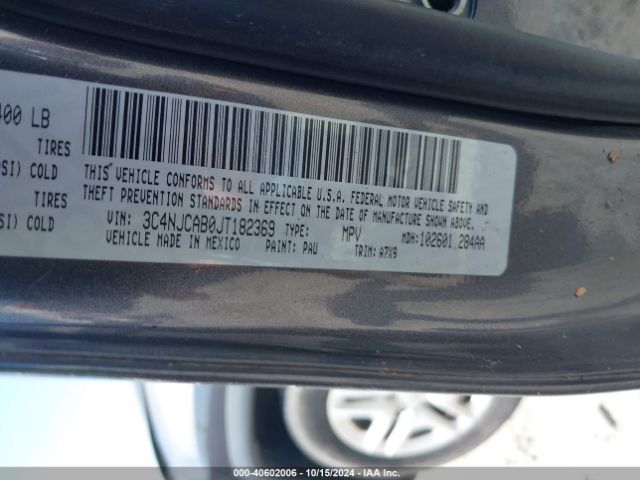 400 LB
TIRES
SI) COLD
TIRES
SI) COLD
THIS VEHICLE CONFORMS TO ALL APPLICABLE U.S.A. FEDERAL MOTOR VEHICLE SAFETY AND
THEFT PREVENTION STANDARDS IN EFFECT ON THE DATE OF MANUFACTURE SHOWN ABOVE.
VIN: 3C4NJCAB0JT182369 TYPE: MPV MDH: 102601 284AA
VEHICLE MADE IN MEXICO PAINT: PAU TRIM: A7X9
000-40602006 - 10/15/2024 - IAA Inc.